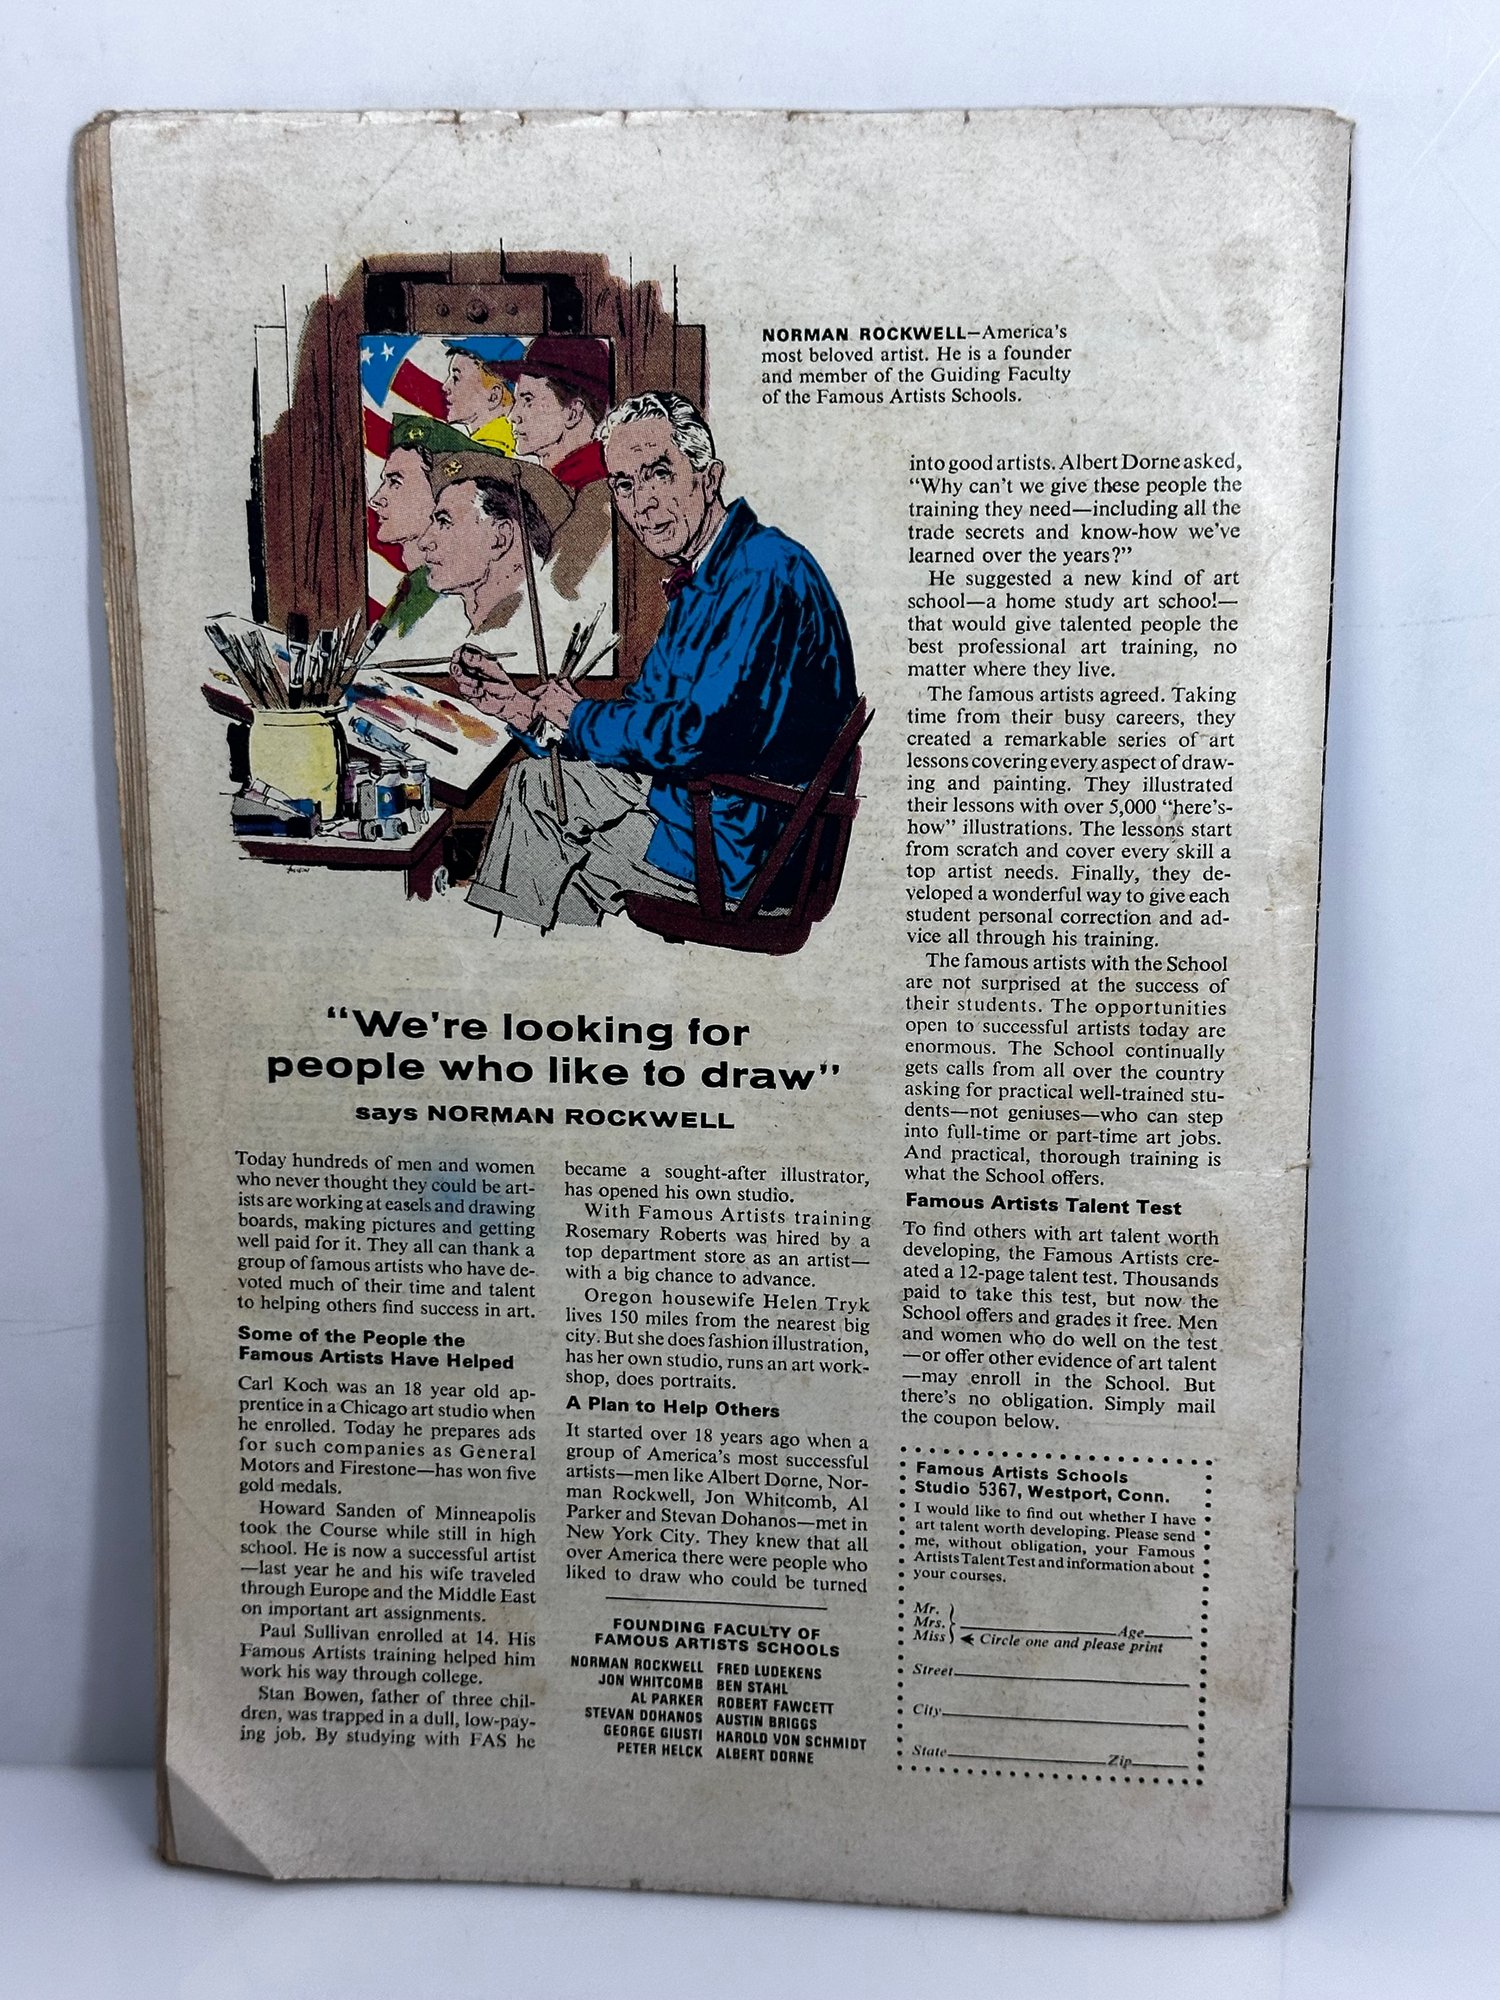 NORMAN ROCKWELL—America's
most beloved artist. He is a founder
and member of the Guiding Faculty
of the Famous Artists Schools.
"We're looking for
people who like to draw"
says NORMAN ROCKWELL
Today hundreds of men and women
who never thought they could be art-
ists are working at easels and drawing
boards, making pictures and getting
well paid for it. They all can thank a
group of famous artists who have de-
voted much of their time and talent
to helping others find success in art.
Some of the People the
Famous Artists Have Helped
Carl Koch was an 18 year old ap-
prentice in a Chicago art studio when
he enrolled. Today he prepares ads
for such companies as General
Motors and Firestone—has won five
gold medals.
Howard Sanden of Minneapolis
took the Course while still in high
school. He is now a successful artist
—last year he and his wife traveled
through Europe and the Middle East
on important art assignments.
Paul Sullivan enrolled at 14. His
Famous Artists training helped him
work his way through college.
Stan Bowen, father of three chil-
dren, was trapped in a dull, low-pay-
ing job. By studying with FAS he
became a sought-after illustrator,
has opened his own studio.
With Famous Artists training
Rosemary Roberts was hired by a
top department store as an artist—
with a big chance to advance.
Oregon housewife Helen Tryk
lives 150 miles from the nearest big
city. But she does fashion illustration,
has her own studio, runs an art work-
shop, does portraits.
A Plan to Help Others
It started over 18 years ago when a
group of America's most successful
artists—men like Albert Dorne, Nor-
man Rockwell, Jon Whitcomb, Al
Parker and Stevan Dohanos—met in
New York City. They knew that all
over America there were people who
liked to draw who could be turned
into good artists. Albert Dorne asked,
"Why can't we give these people the
training they need—including all the
trade secrets and know-how we've
learned over the years?"
He suggested a new kind of art
school—a home study art school—
that would give talented people the
best professional art training, no
matter where they live.
The famous artists agreed. Taking
time from their busy careers, they
created a remarkable series of art
lessons covering every aspect of draw-
ing and painting. They illustrated
their lessons with over 5,000 "here's-
how" illustrations. The lessons start
from scratch and cover every skill a
top artist needs. Finally, they de-
veloped a wonderful way to give each
student personal correction and ad-
vice all through his training.
The famous artists with the School
are not surprised at the success of
their students. The opportunities
open to successful artists today are
enormous. The School continually
gets calls from all over the country
asking for practical well-trained stu-
dents—not geniuses—who can step
into full-time or part-time art jobs.
And practical, thorough training is
what the School offers.
Famous Artists Talent Test
To find others with art talent worth
developing, the Famous Artists cre-
ated a 12-page talent test. Thousands
paid to take this test, but now the
School offers and grades it free. Men
and women who do well on the test
—or offer other evidence of art talent
—may enroll in the School. But
there's no obligation. Simply mail
the coupon below.
FOUNDING FACULTY OF
FAMOUS ARTISTS SCHOOLS
NORMAN ROCKWELL FRED LUDEKENS
JON WHITCOMB BEN STAHL
AL PARKER ROBERT FAWCETT
STEVAN DOHANOS AUSTIN BRIGGS
GEORGE GIUSTI HAROLD VON SCHMIDT
PETER HELCK ALBERT DORNE
Famous Artists Schools
Studio 5367, Westport, Conn.
I would like to find out whether I have
art talent worth developing. Please send
me, without obligation, your Famous
Artists Talent Test and information about
your courses.
Mr.
Mrs. Age
Miss Circle one and please print
Street
City
State Zip